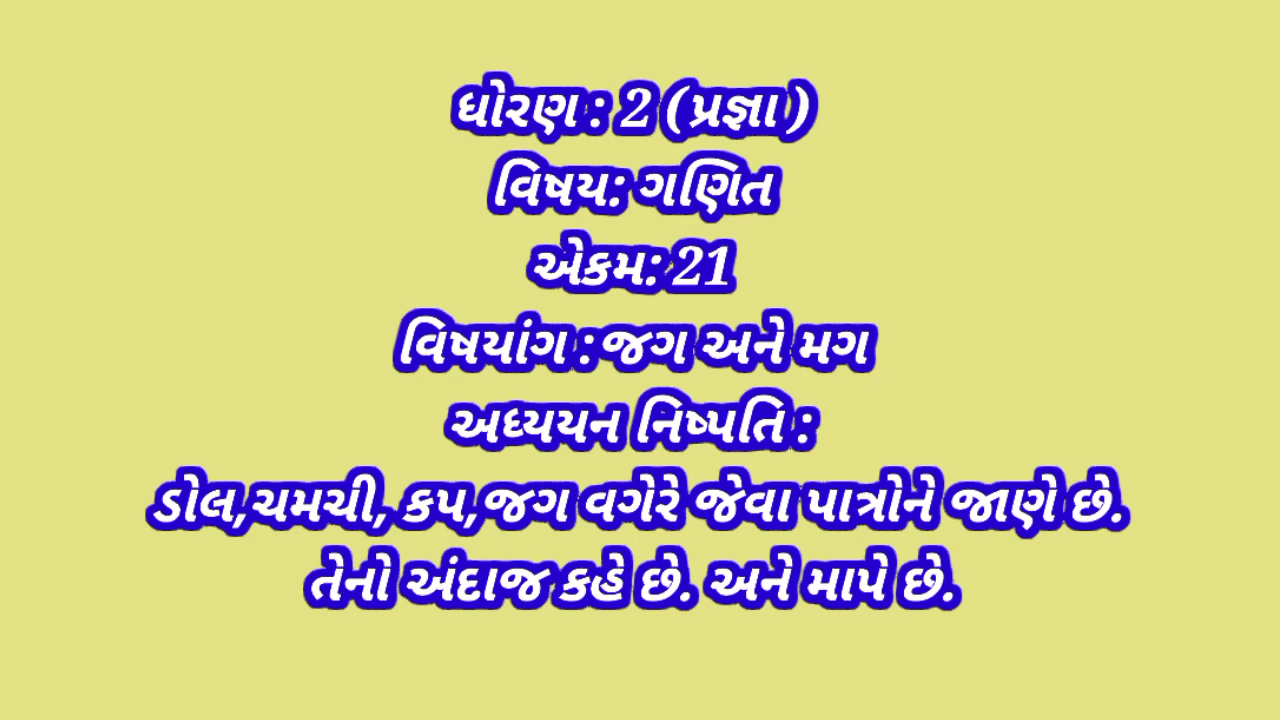 ધોરણ : 2 (પ્રજ્ઞા )
વિષય: ગણિત
એકમ: 21
વિષયાંગ : જગ અને મગ
અધ્યયન નિષ્પતિ :
ડોલ,ચમચી, કપ,જગ વગેરે જેવા પાત્રોને જાણે છે.
તેનો અંદાજ કહે છે. અને માપે છે.